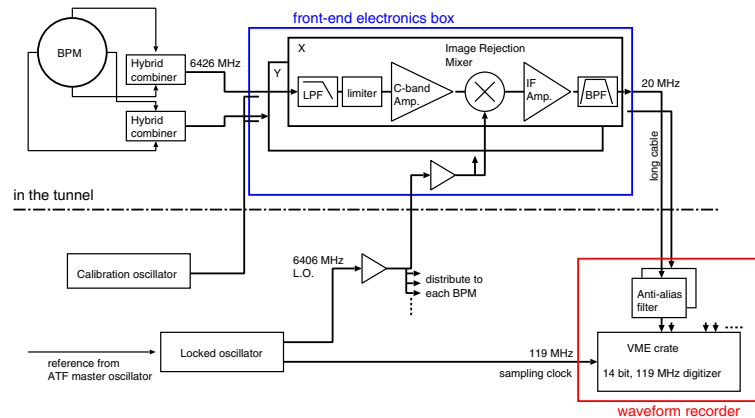 front-end electronics box
BPM
Hybrid
combiner
6426 MHz
Hybrid
combiner
X
Y
Image Rejection
Mixer
LPF
limiter
C-band
Amp.
IF
Amp.
BPF
20 MHz
long cable
in the tunnel
Calibration oscillator
6406 MHz
L.O.
distribute to
each BPM
Anti-alias
filter
reference from
ATF master oscillator
Locked oscillator
119 MHz
sampling clock
VME crate
14 bit, 119 MHz digitizer
waveform recorder